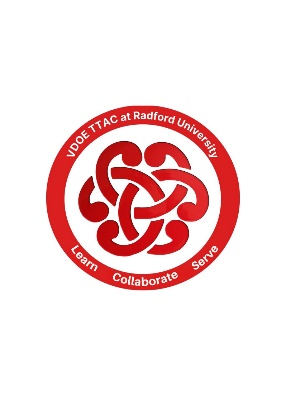 VDOE TTAC at Radford University
Learn Collaborate Serve